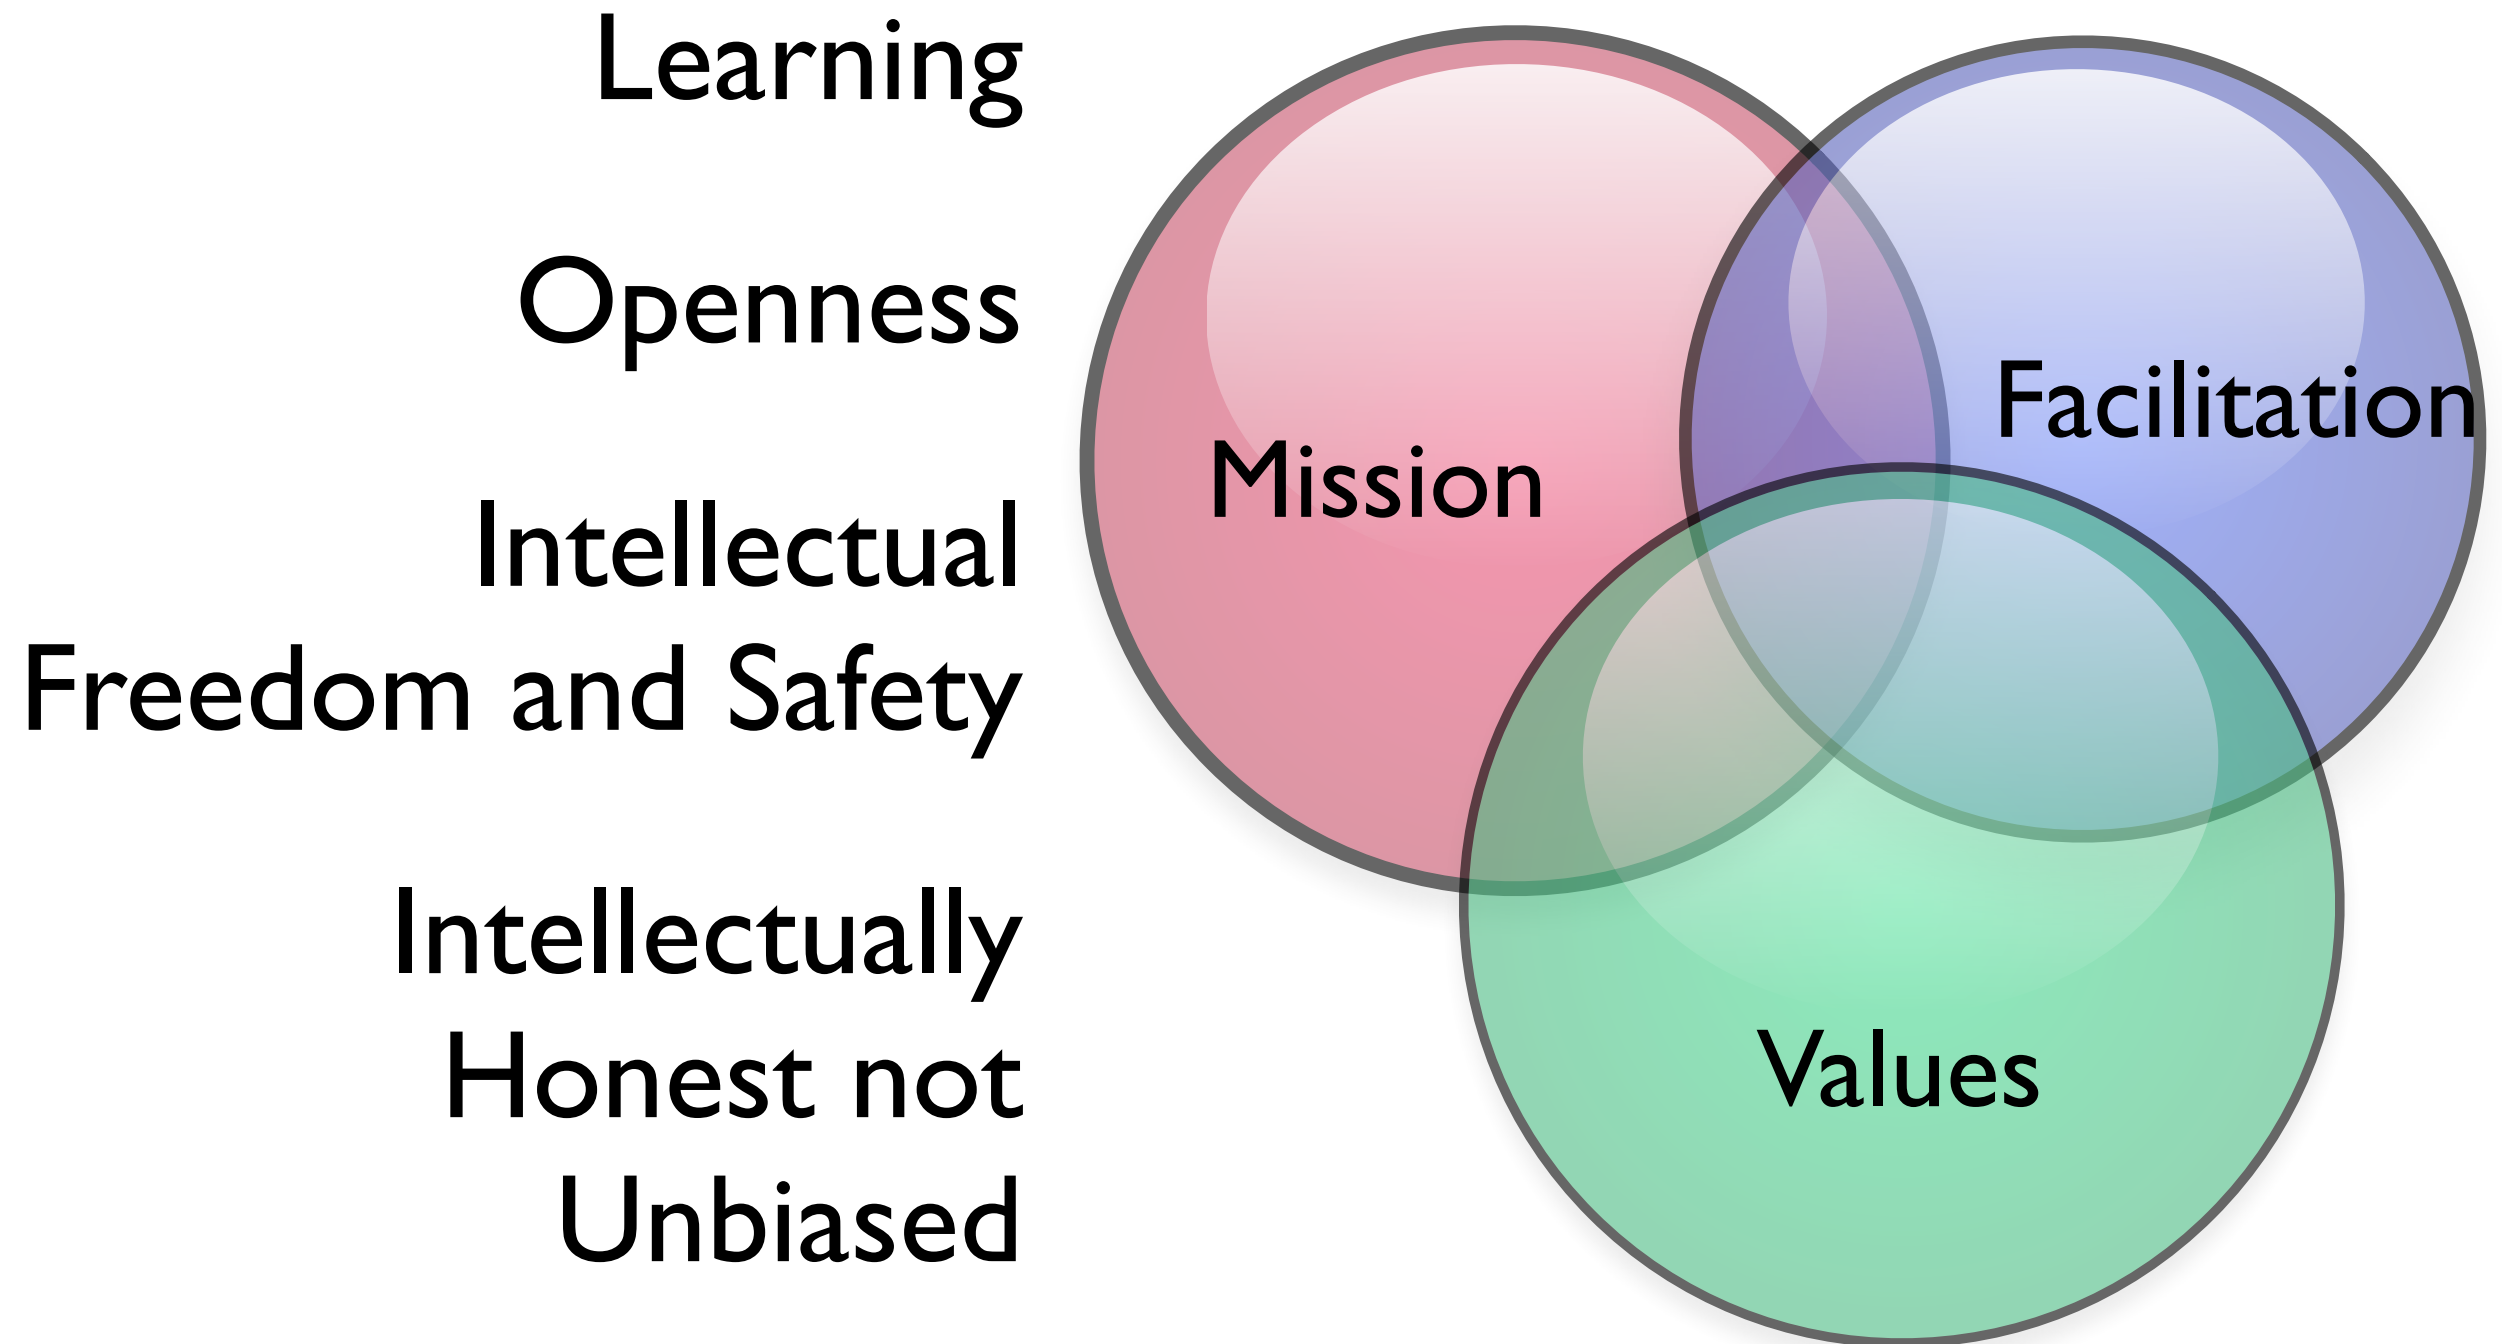 Learning
Openness
Intellectual
Freedom and Safety
Intellectually
Honest not
Unbiased
Mission
Facilitation
Values